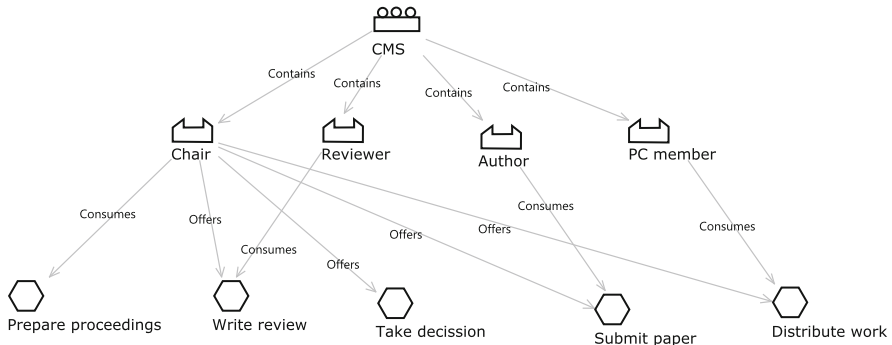 CMS
Contains
Contains
Contains
Contains
Chair
Reviewer
Author
PC member
Consumes
Offers
Consumes
Offers
Offers
Offers
Consumes
Consumes
Prepare proceedings
Write review
Take decission
Submit paper
Distribute work